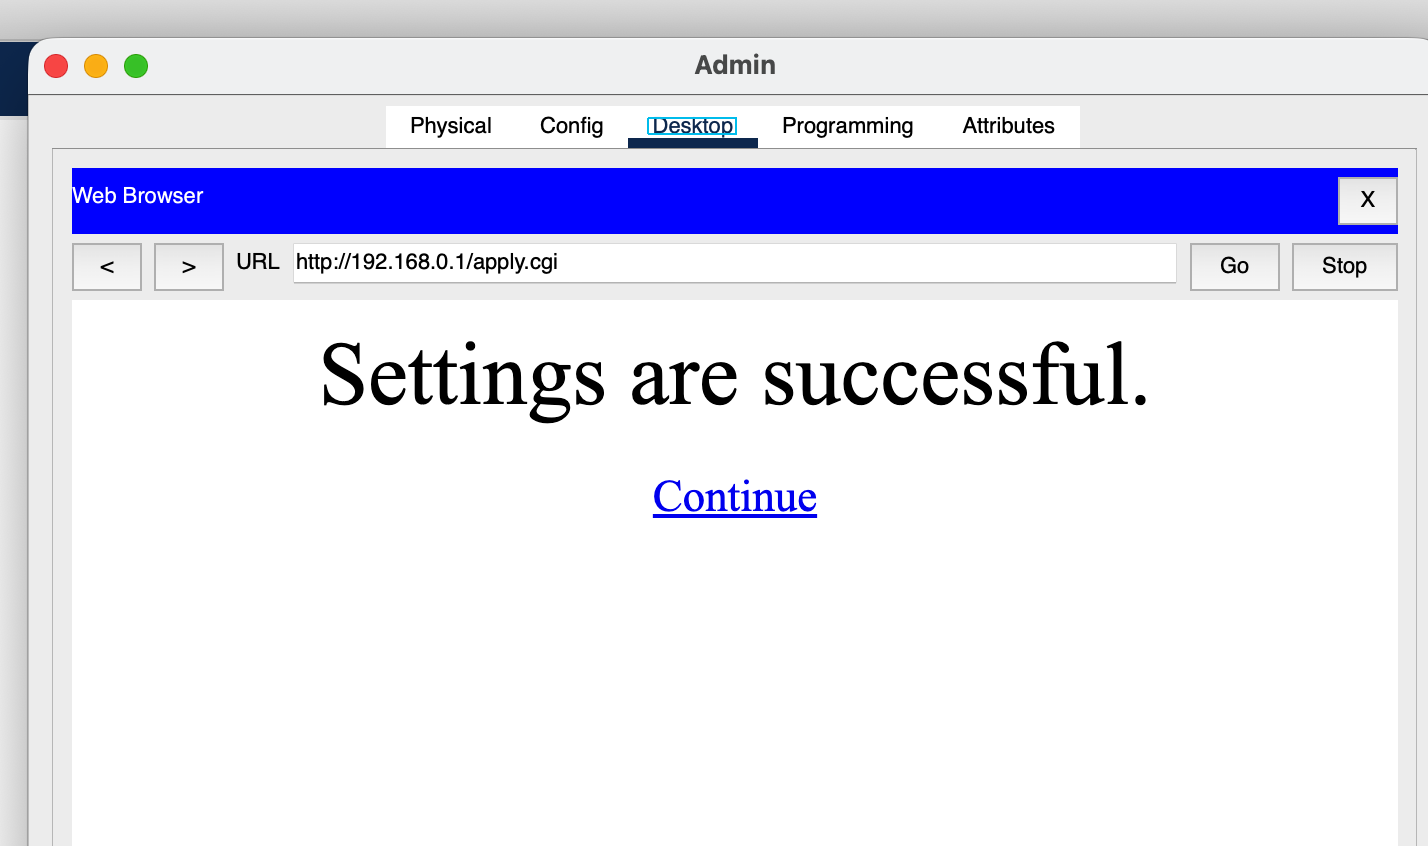 Admin
Physical Config Desktop Programming Attributes
Web Browser
X
< > URL http://192.168.0.1/apply.cgi Go Stop
Settings are successful.
Continue